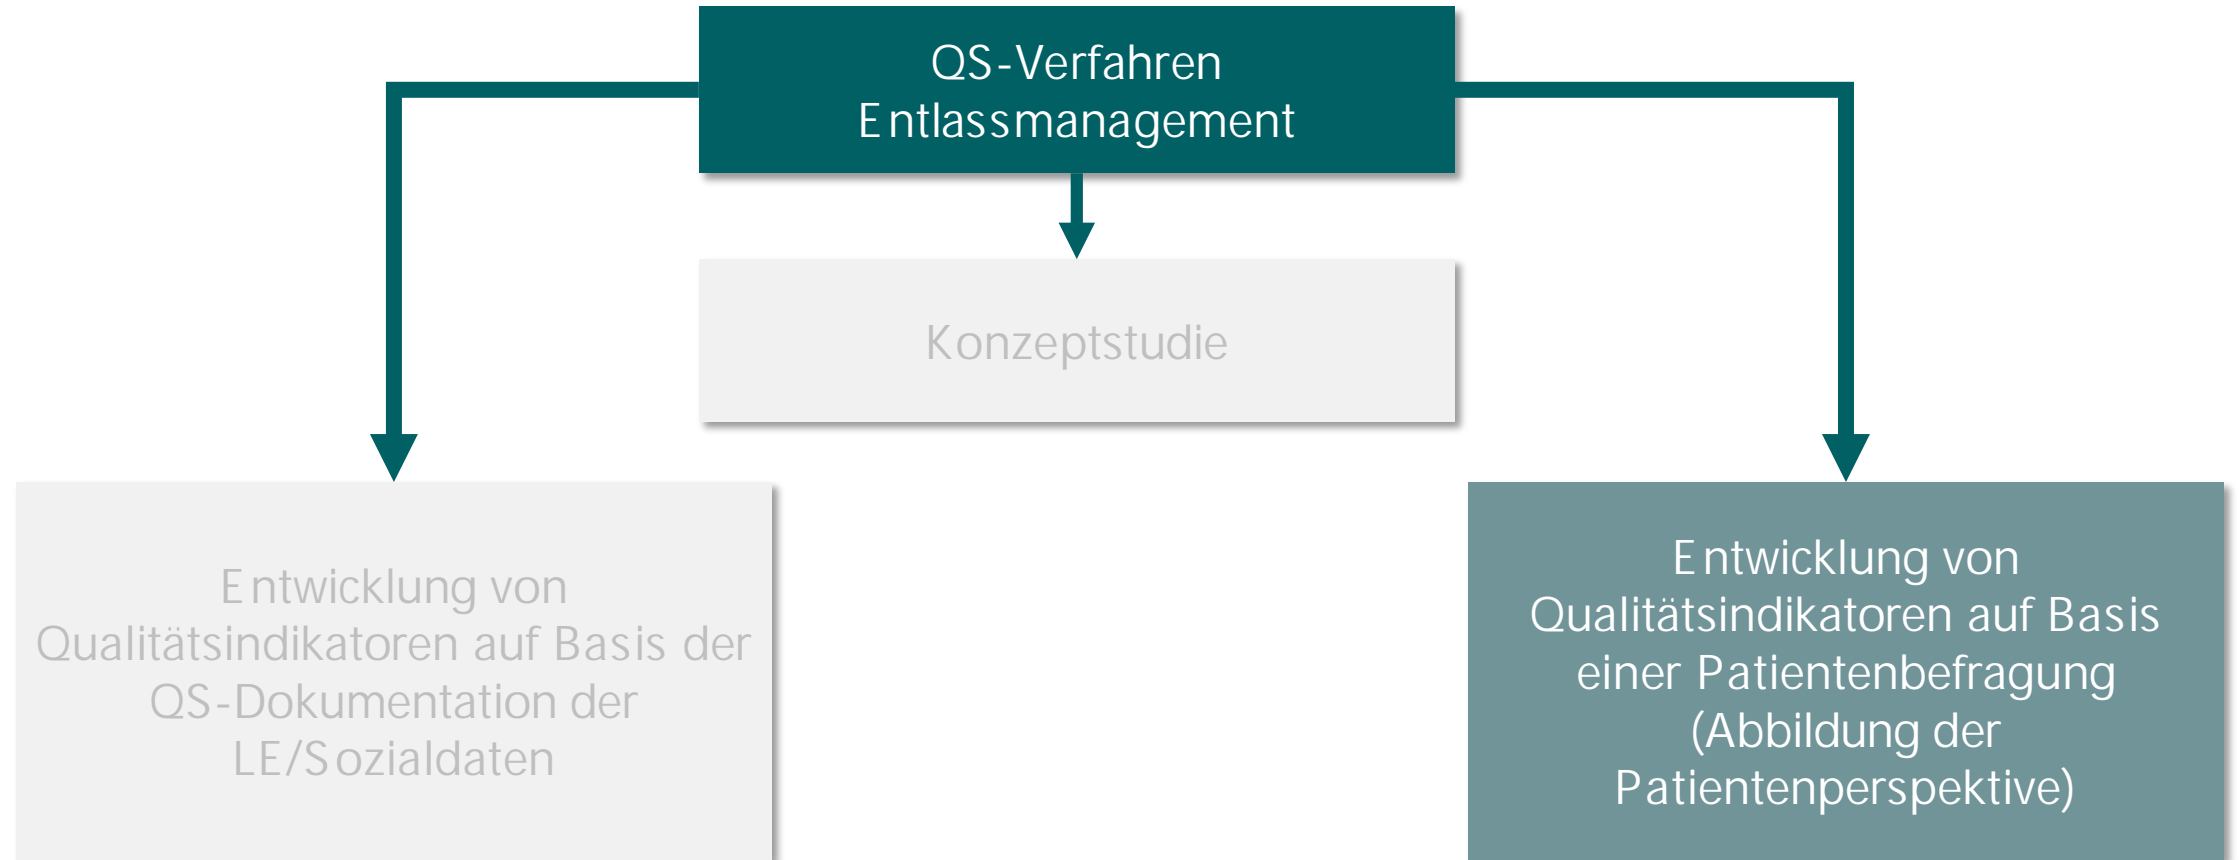 QS-Verfahren
Entlassmanagement
Konzeptstudie
Entwicklung von
Qualitätsindikatoren auf Basis der
QS-Dokumentation der
LE/Sozialdaten
Entwicklung von
Qualitätsindikatoren auf Basis
einer Patientenbefragung
(Abbildung der
Patientenperspektive)